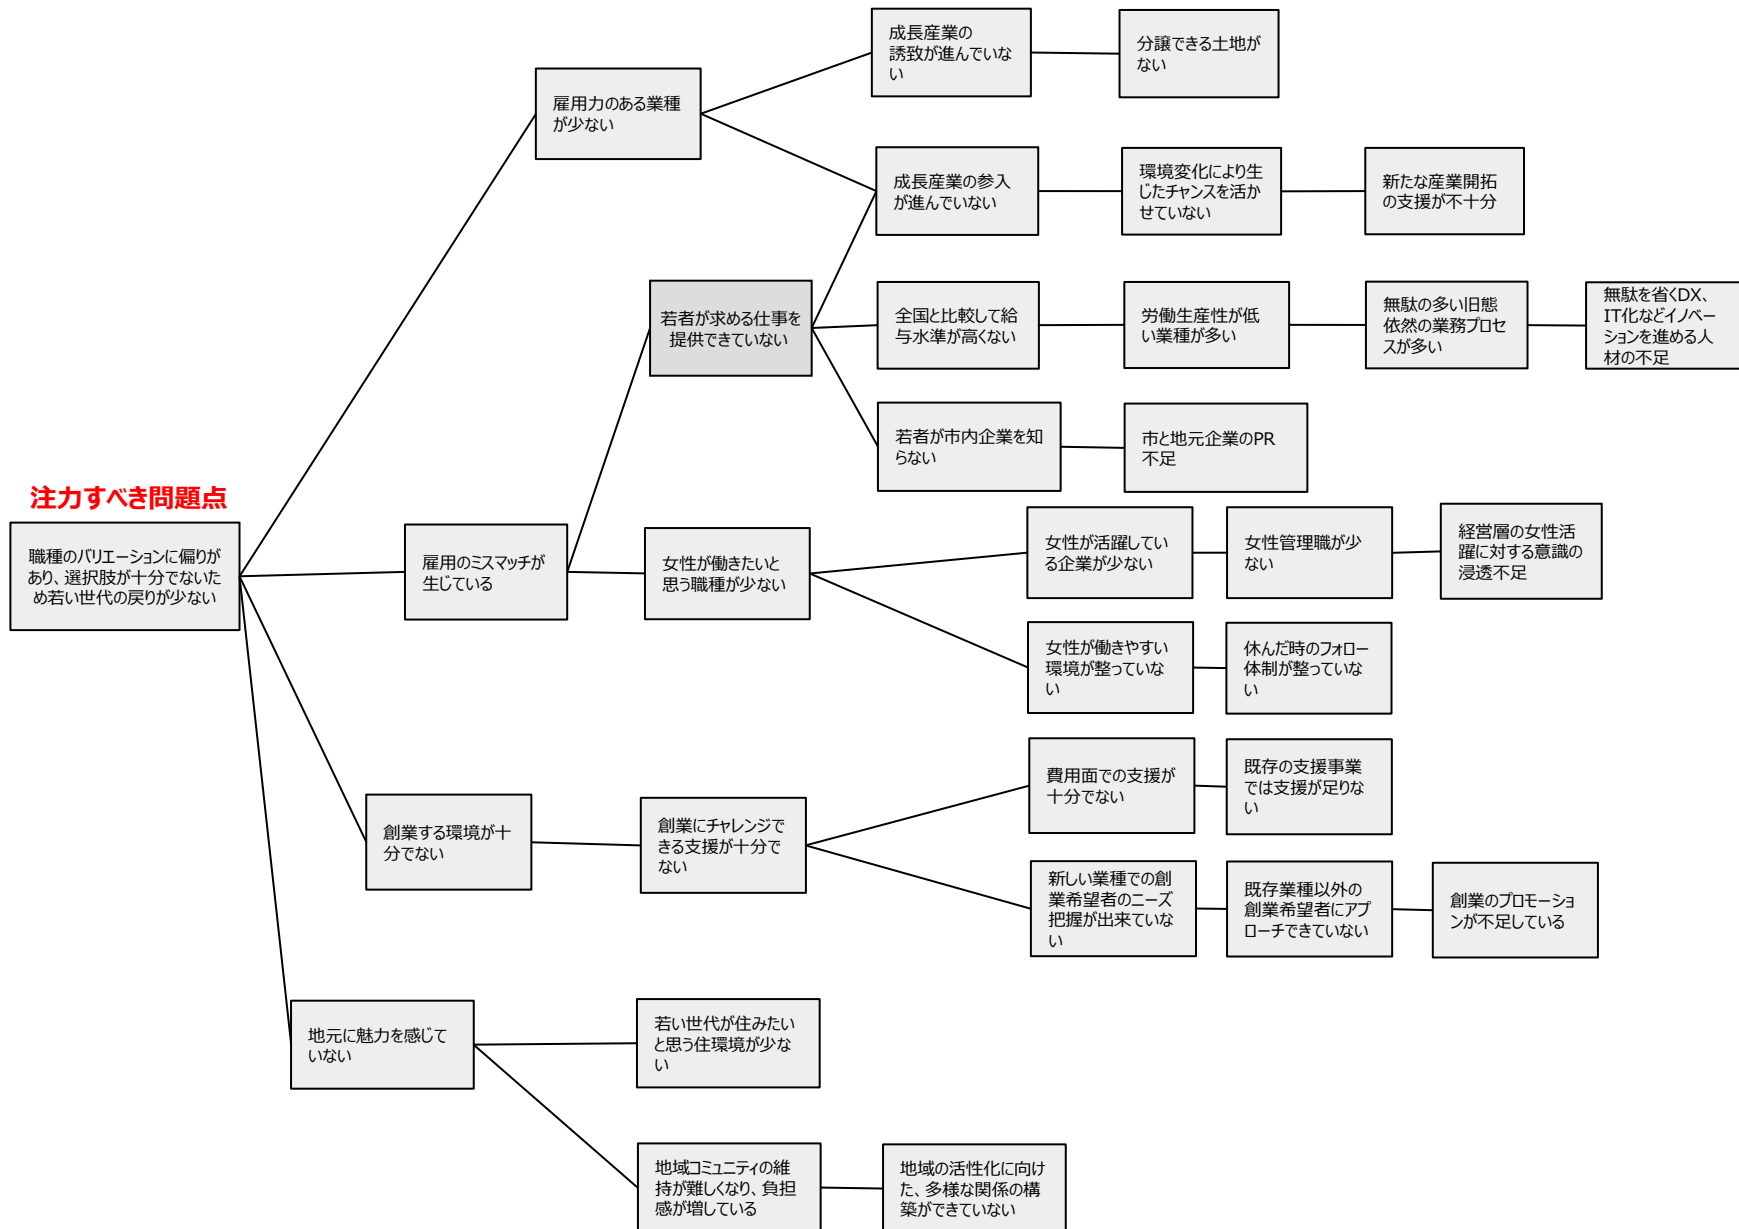 成長産業の
誘致が進んでいな
い
分譲できる土地が
ない
雇用力のある業種
が少ない
成長産業の参入
が進んでいない
環境変化により生
じたチャンスを活か
せていない
新たな産業開拓
の支援が不十分
若者が求める仕事を
提供できていない
全国と比較して給
与水準が高くない
労働生産性が低
い業種が多い
無駄の多い旧態
依然の業務プロセ
スが多い
無駄を省くDX、
IT化などイノベー
ションを進める人
材の不足
若者が市内企業を知
らない
市と地元企業のPR
不足
注力すべき問題点
職種のバリエーションに偏りが
あり、選択肢が十分でないた
め若い世代の戻りが少ない
雇用のミスマッチが
生じている
女性が働きたいと
思う職種が少ない
女性が活躍してい
る企業が少ない
女性管理職が少
ない
経営層の女性活
躍に対する意識の
浸透不足
女性が働きやすい
環境が整っていな
い
休んだ時のフォロー
体制が整っていな
い
創業する環境が十
分でない
創業にチャレンジで
きる支援が十分で
ない
費用面での支援が
十分でない
既存の支援事業
では支援が足りな
い
新しい業種での創
業希望者のニーズ
把握が出来ていな
い
既存業種以外の
創業希望者にアプ
ローチできていない
創業のプロモーショ
ンが不足している
地元に魅力を感じて
いない
若い世代が住みたい
と思う住環境が少な
い
地域コミュニティの維
持が難しくなり、負担
感が増している
地域の活性化に向け
た、多様な関係の構
築ができていない